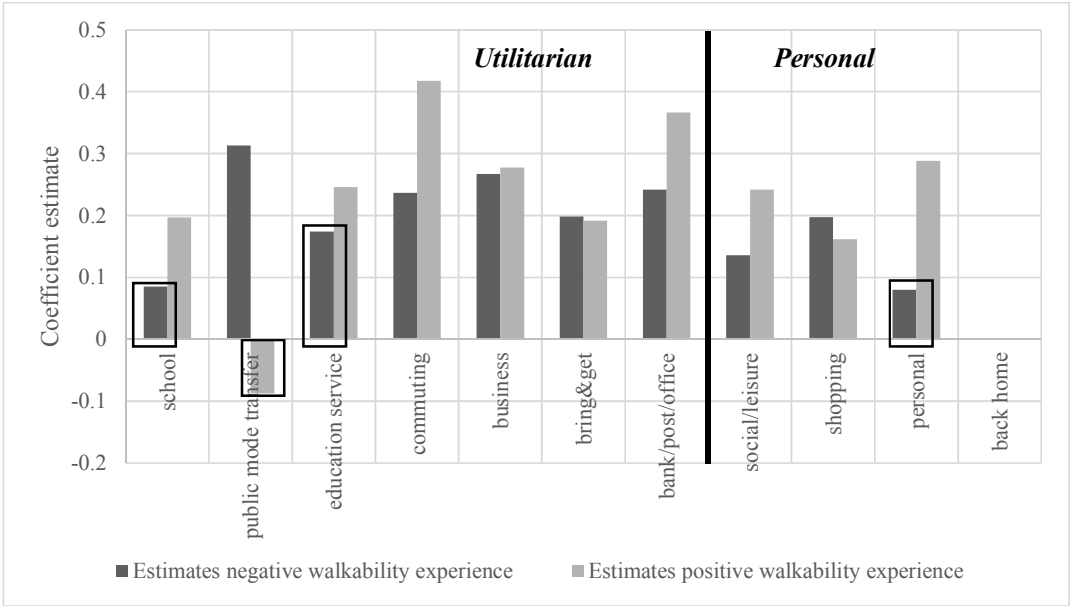 0.5
0.4
0.3
0.2
0.1
0
-0.1
-0.2
Coefficient estimate
Utilitarian
Personal
school
public mode transfer
education service
commuting
business
bring&get
bank/post/office
social/leisure
shopping
personal
back home
Estimates negative walkability experience
Estimates positive walkability experience